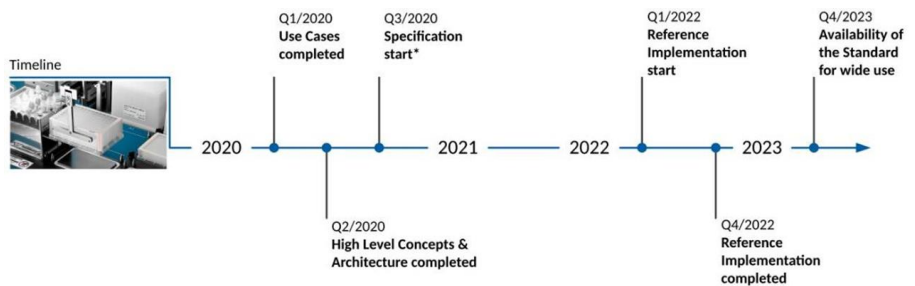 Timeline
Q1/2020
Use Cases
completed
Q3/2020
Specification
start*
Q1/2022
Reference
Implementation
start
Q4/2023
Availability of
the Standard
for wide use
2020
2021
2022
2023
Q2/2020
High Level Concepts &
Architecture completed
Q4/2022
Reference
Implementation
completed